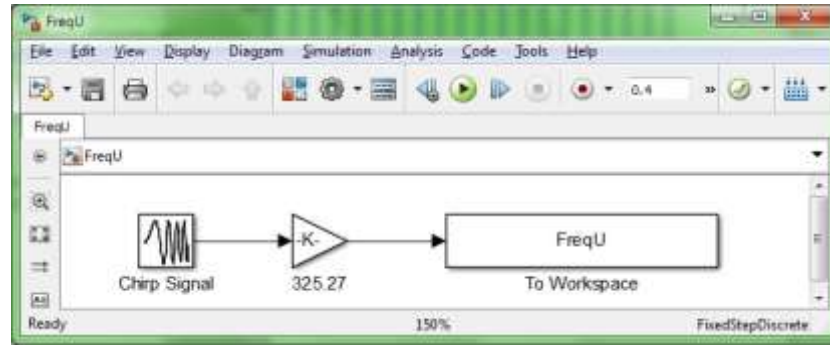 FreqU
File Edit View Display Diagram Simulation Analysis Code Tools Help
0.4 »
FreqU
FreqU
-K-
FreqU
Chirp Signal 325.27 To Workspace
Ready 150% FixedStepDiscrete